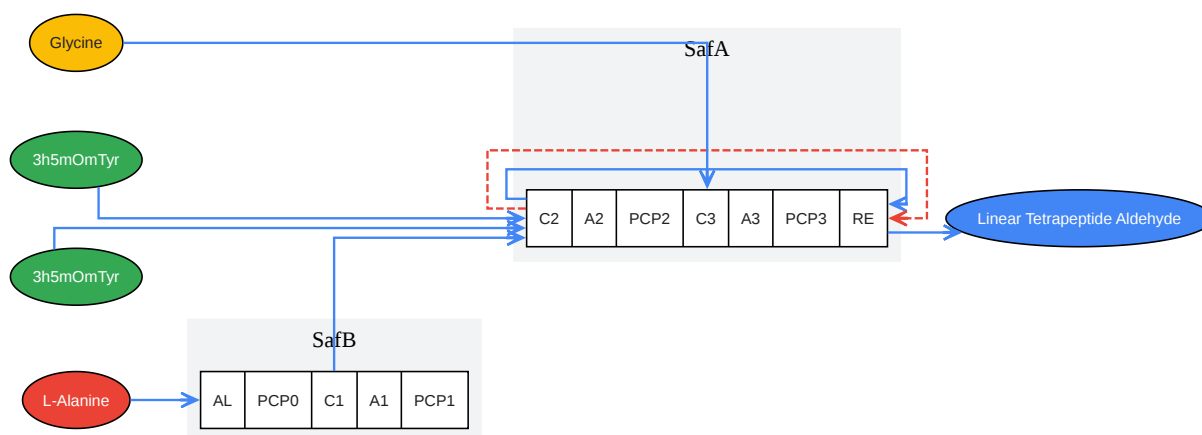 Glycine
SafA
3h5mOmTyr
C2 A2 PCP2 C3 A3 PCP3 RE
Linear Tetrapeptide Aldehyde
3h5mOmTyr
SafB
L-Alanine
AL PCP0 C1 A1 PCP1